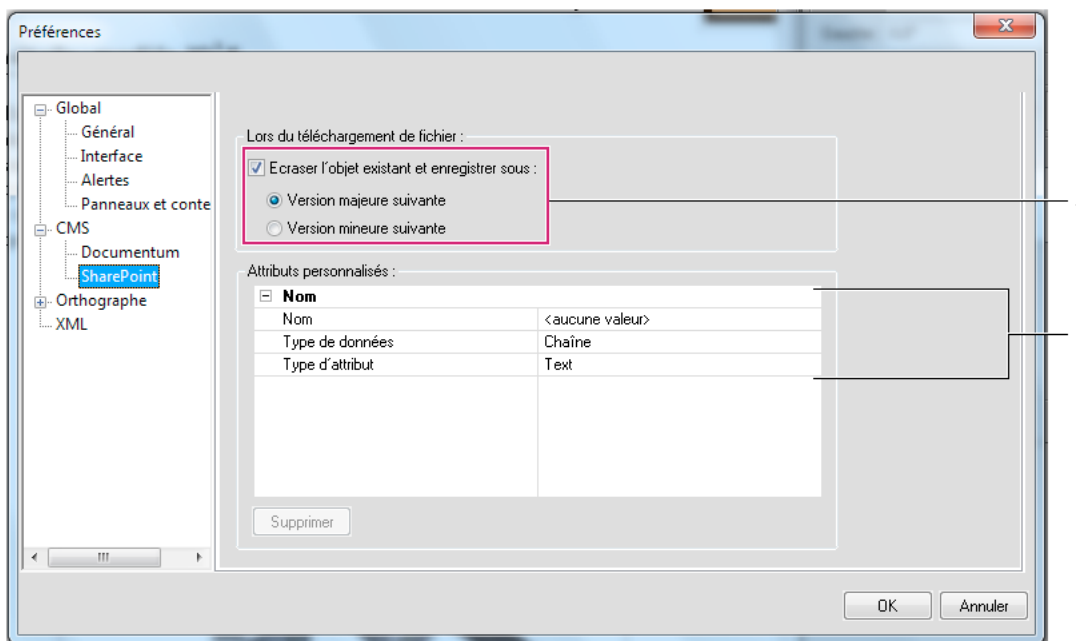 Préférences
Global
Général
Interface
Alertes
Panneaux et conte
CMS
Documentum
SharePoint
Orthographe
XML
Lors du téléchargement de fichier :
Ecraser l´objet existant et enregistrer sous :
Version majeure suivante
Version mineure suivante
Attributs personnalisés :
Nom
Nom <aucune valeur>
Type de données Chaîne
Type d´attribut Text
Supprimer
OK Annuler